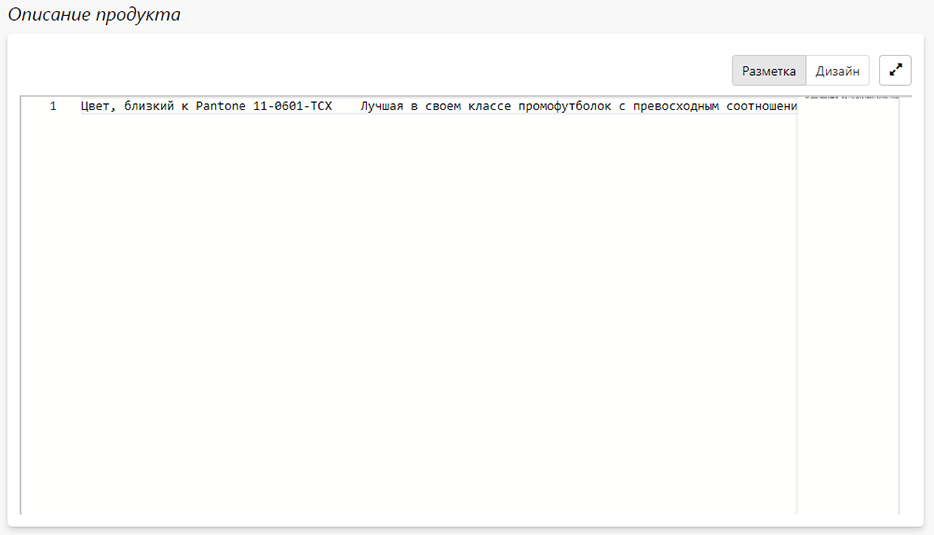 Описание продукта
Разметка Дизайн
1 Цвет, близкий к Pantone 11-0601-TCX    Лучшая в своем классе промофутболок с превосходным соотношени